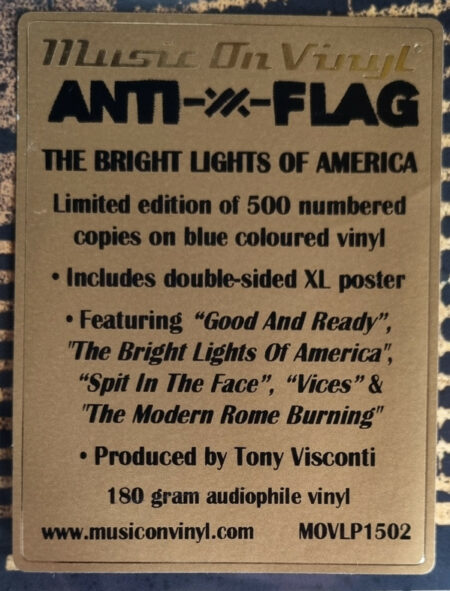 Music On Vinyl
ANTI-FLAG
THE BRIGHT LIGHTS OF AMERICA
Limited edition of 500 numbered
copies on blue coloured vinyl
• Includes double-sided XL poster
• Featuring “Good And Ready”,
"The Bright Lights Of America",
“Spit In The Face”, “Vices” &
"The Modern Rome Burning"
• Produced by Tony Visconti
180 gram audiophile vinyl
www.musiconvinyl.com MOVLP1502